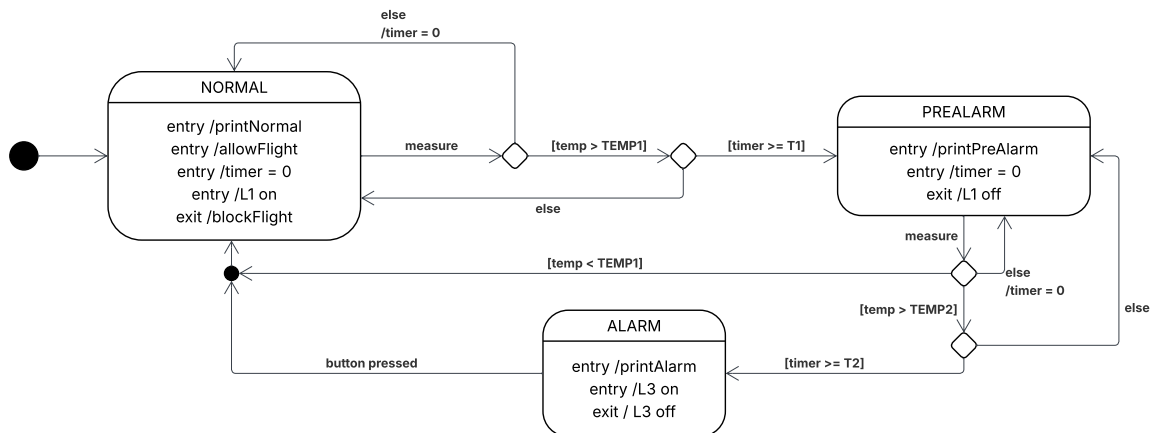 else
/timer = 0
NORMAL
entry /printNormal
entry /allowFlight
entry /timer = 0
entry /L1 on
exit /blockFlight
measure
[temp > TEMP1]
[timer >= T1]
else
PREALARM
entry /printPreAlarm
entry /timer = 0
exit /L1 off
measure
[temp < TEMP1]
else
/timer = 0
[temp > TEMP2]
else
ALARM
entry /printAlarm
entry /L3 on
exit / L3 off
button pressed
[timer >= T2]